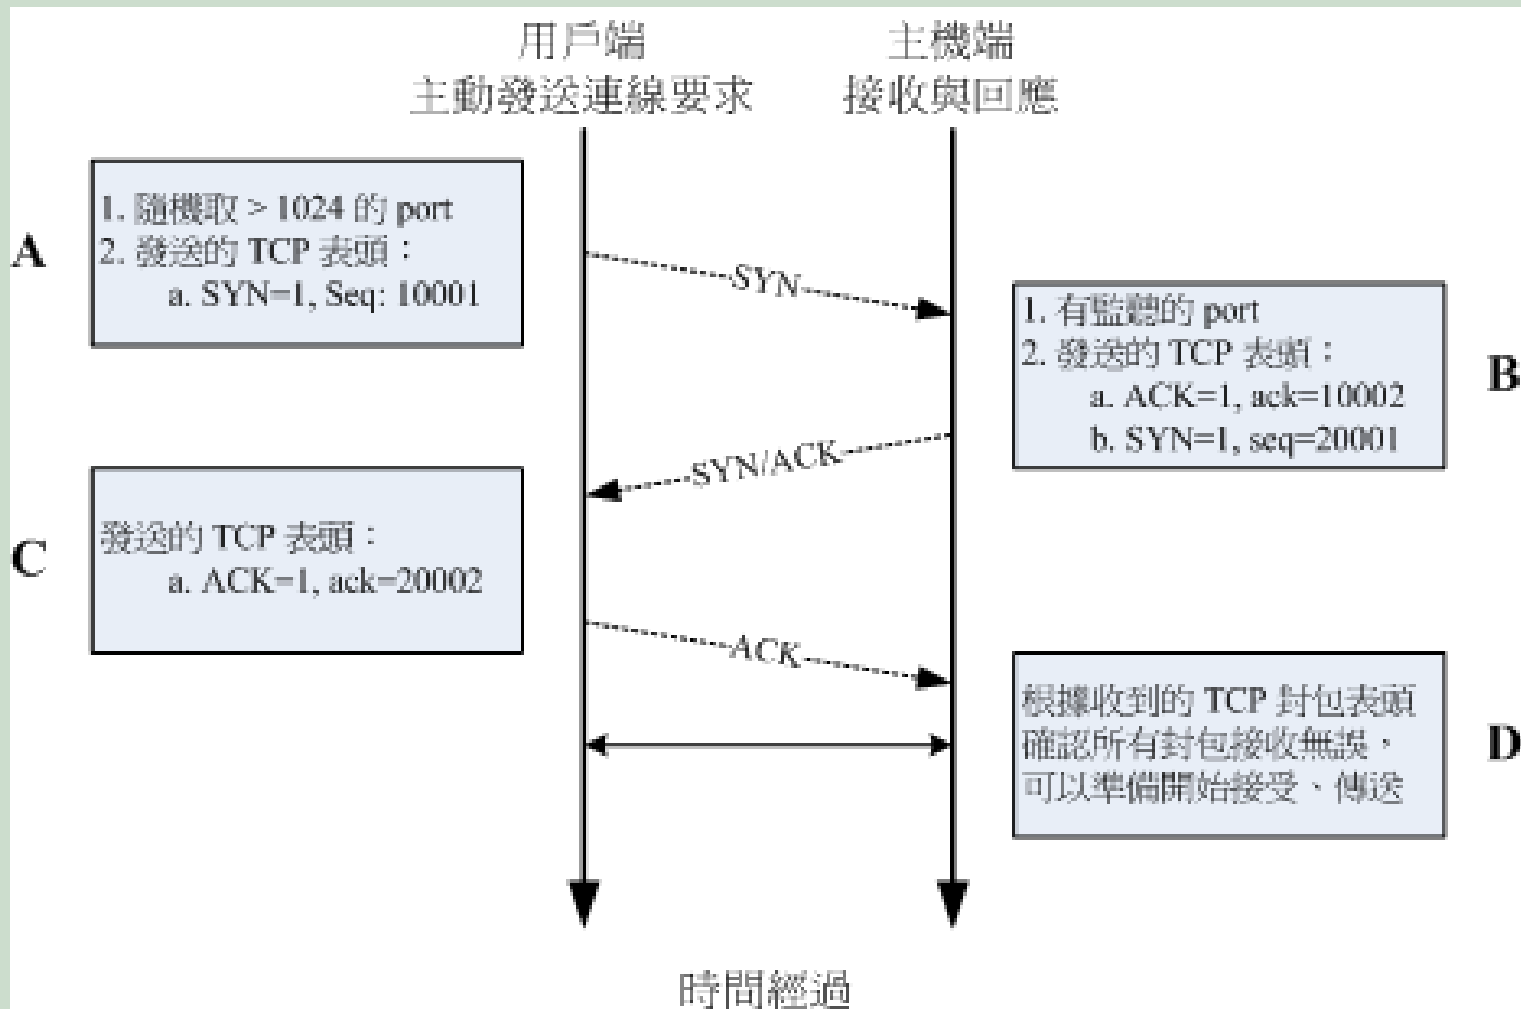 用戶端
主動發送連線要求
主機端
接收與回應
A
1. 隨機取 > 1024 的 port
2. 發送的 TCP 表頭：
a. SYN=1, Seq: 10001
SYN
1. 有監聽的 port
2. 發送的 TCP 表頭：
a. ACK=1, ack=10002
b. SYN=1, seq=20001
B
SYN/ACK
C
發送的 TCP 表頭：
a. ACK=1, ack=20002
ACK
根據收到的 TCP 封包表頭
確認所有封包接收無誤，
可以準備開始接受、傳送
D
時間經過